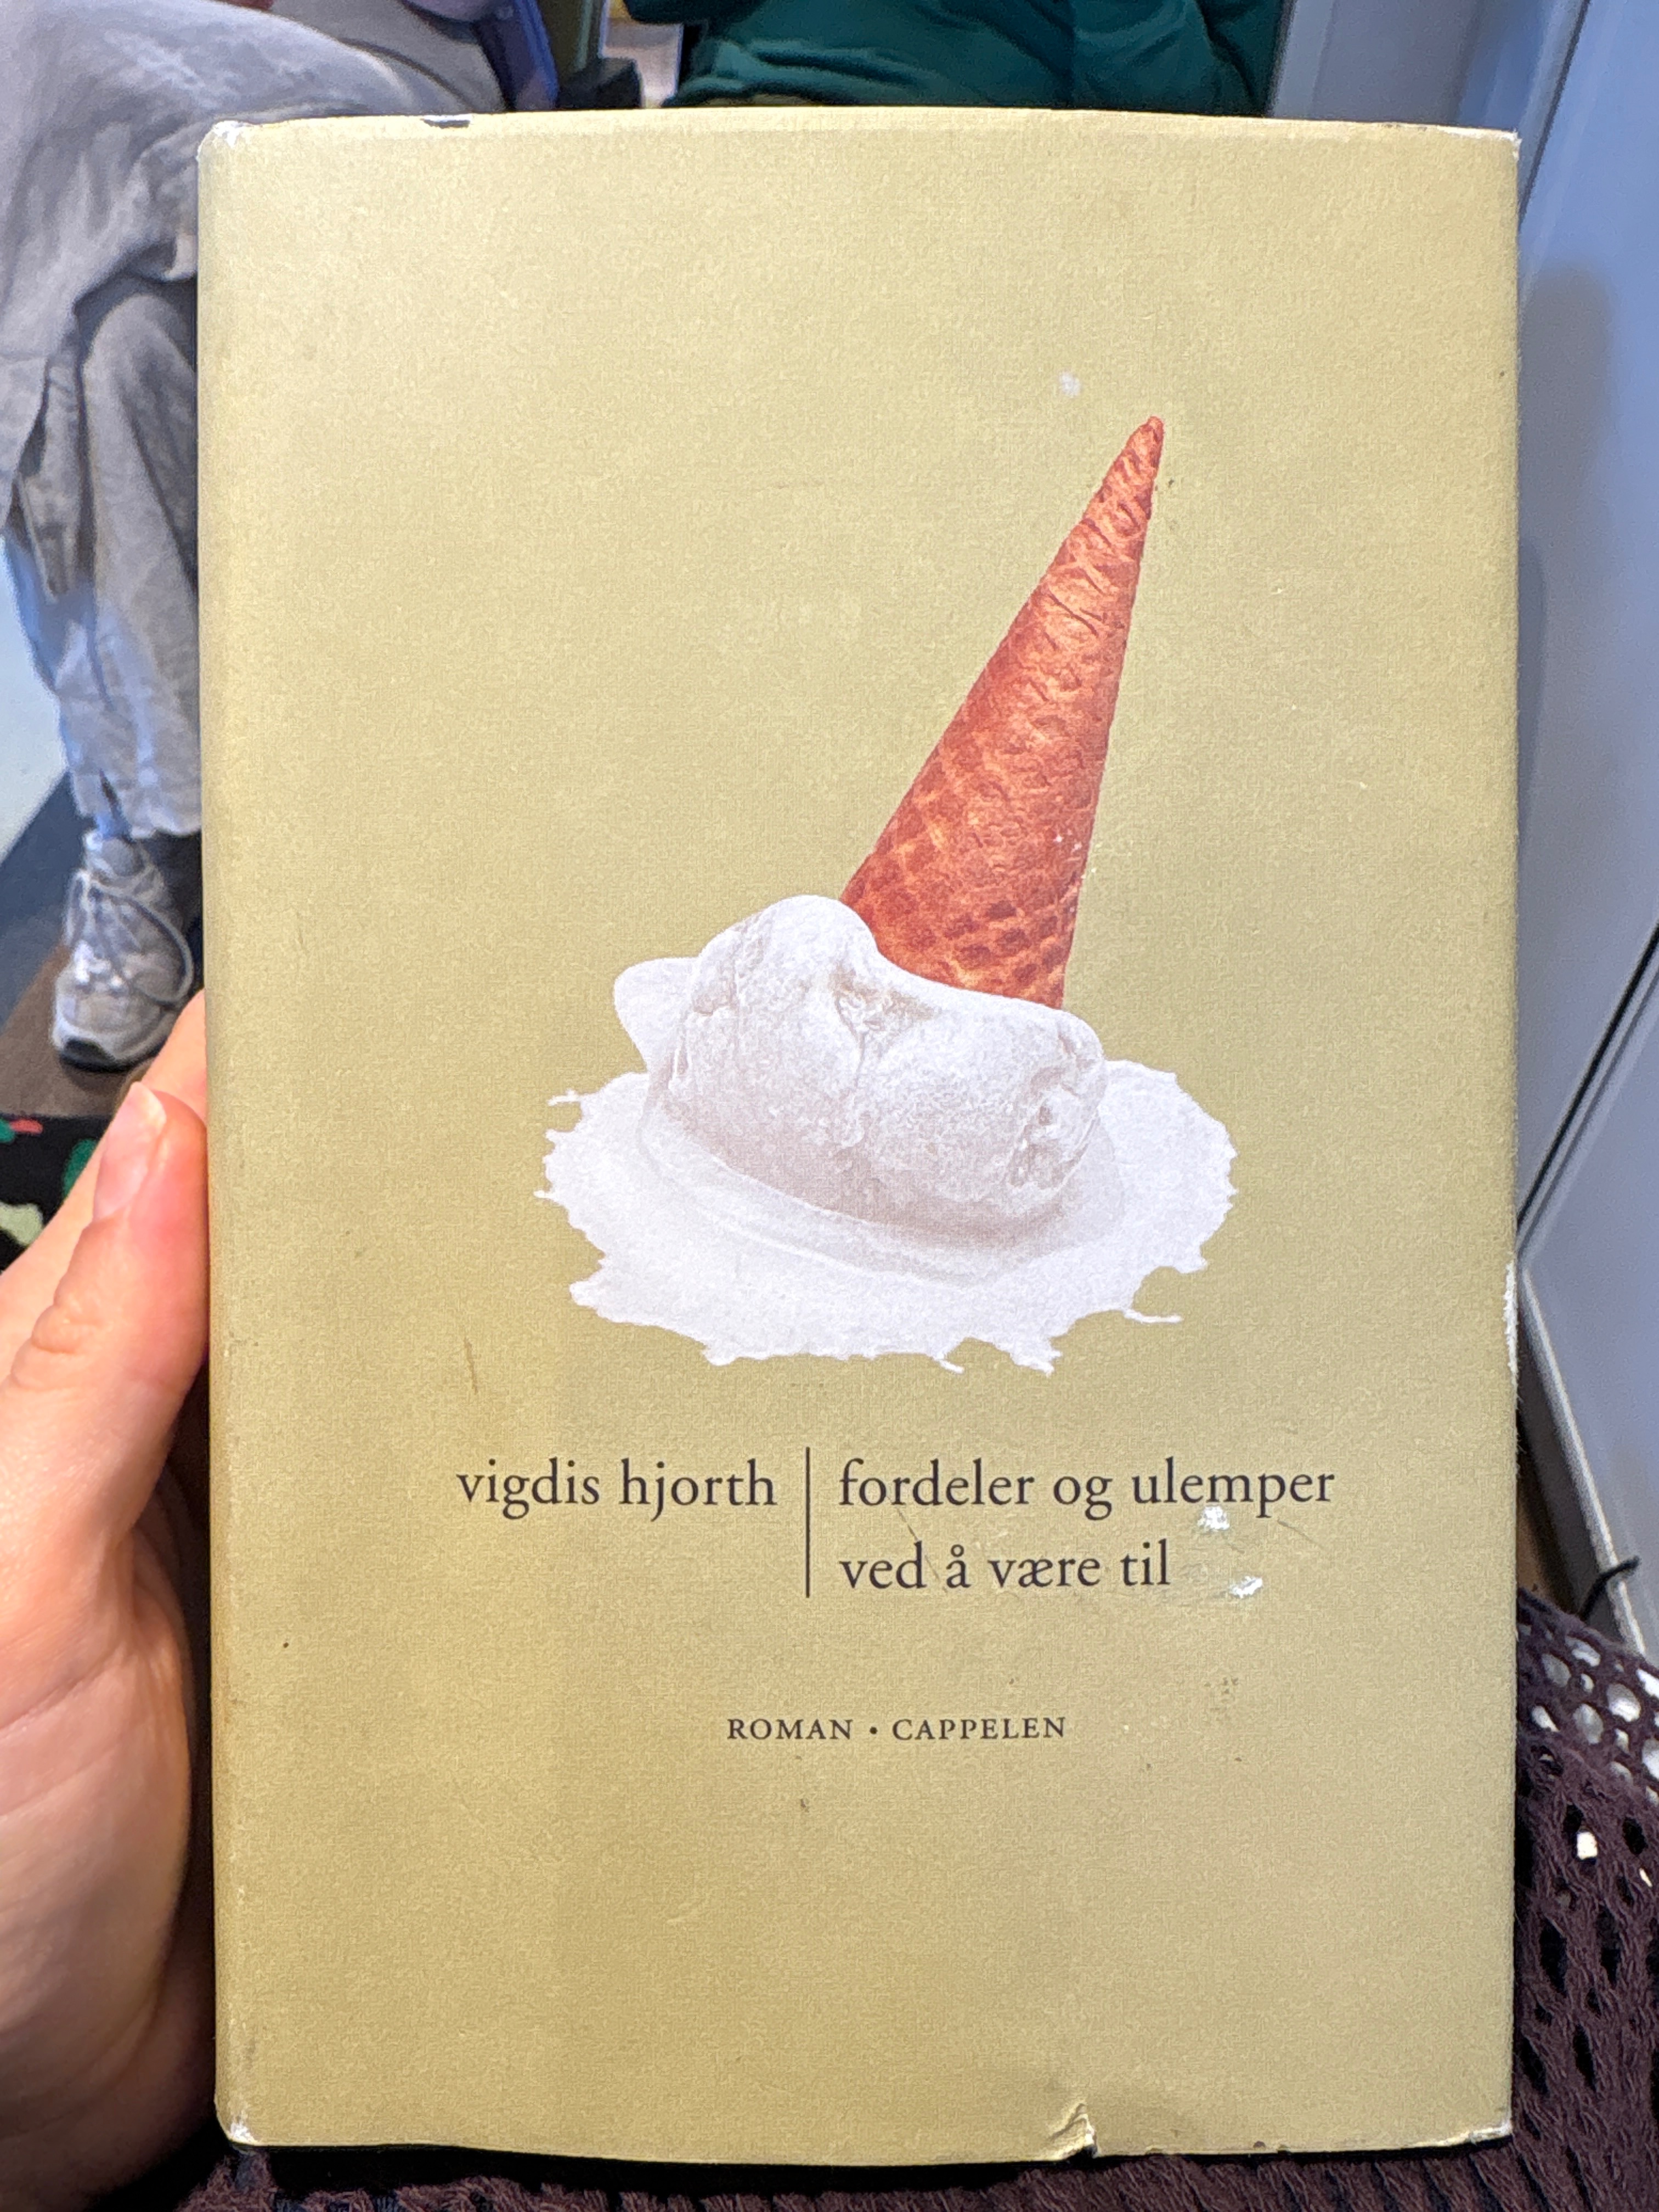 vigdis hjorth
fordeler og ulemper
ved å være til
ROMAN • CAPPELEN